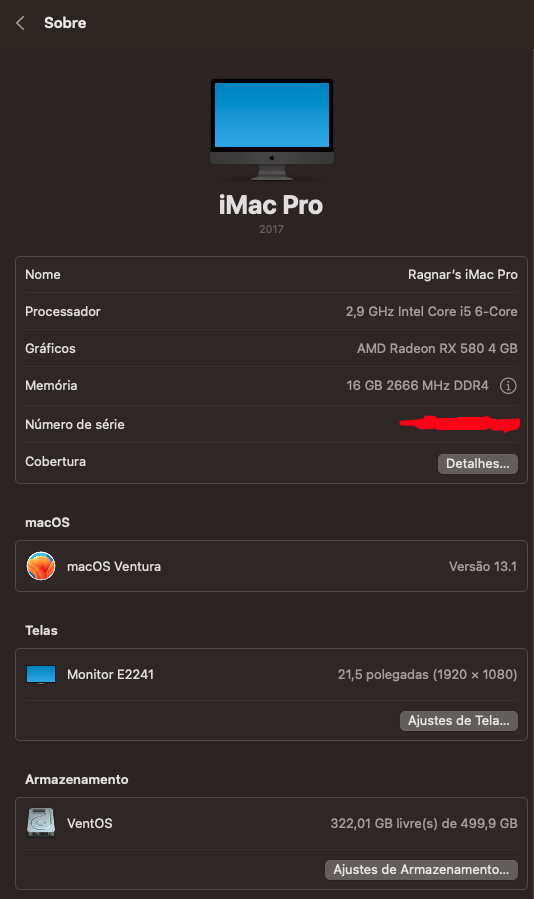 Sobre
iMac Pro
2017
Nome Ragnar's iMac Pro
Processador 2,9 GHz Intel Core i5 6-Core
Gráficos AMD Radeon RX 580 4 GB
Memória 16 GB 2666 MHz DDR4
Número de série
Cobertura Detalhes...
macOS
macOS Ventura Versão 13.1
Telas
Monitor E2241 21,5 polegadas (1920 × 1080)
Ajustes de Tela...
Armazenamento
VentOS 322,01 GB livre(s) de 499,9 GB
Ajustes de Armazenamento...